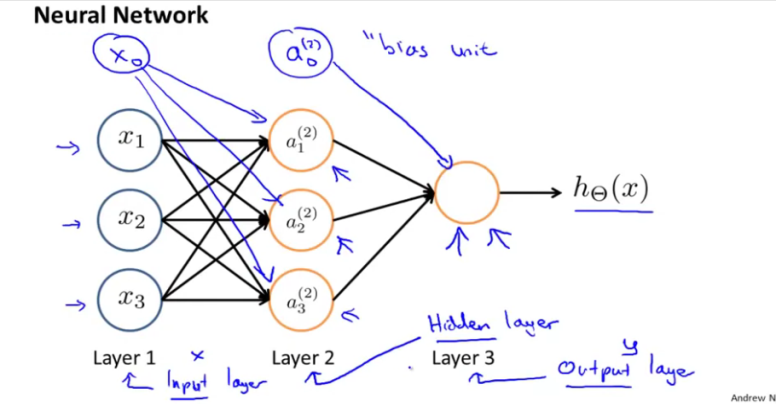 Neural Network
x₀
a₀⁽²⁾
"bias unit
x₁
a₁⁽²⁾
x₂
a₂⁽²⁾
h_Θ(x)
x₃
a₃⁽²⁾
Hidden layer
Layer 1
x
Layer 2
Layer 3
y
Input layer
Output laye
Andrew N